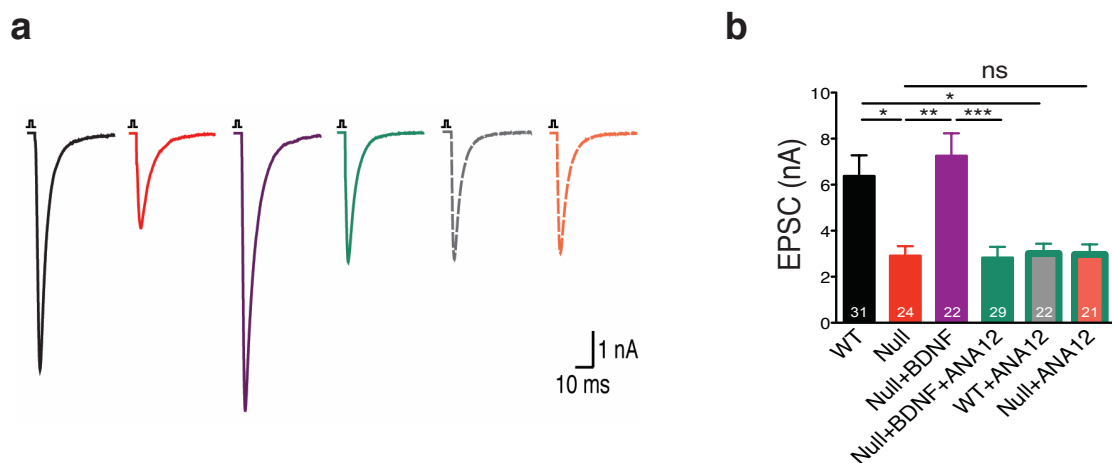 a
b
1 nA
10 ms
ns
*
* ** ***
10
8
6
4
2
0
EPSC (nA)
31 24 22 29 22 21
WT
Null
Null+BDNF
Null+BDNF+ANA12
WT+ANA12
Null+ANA12